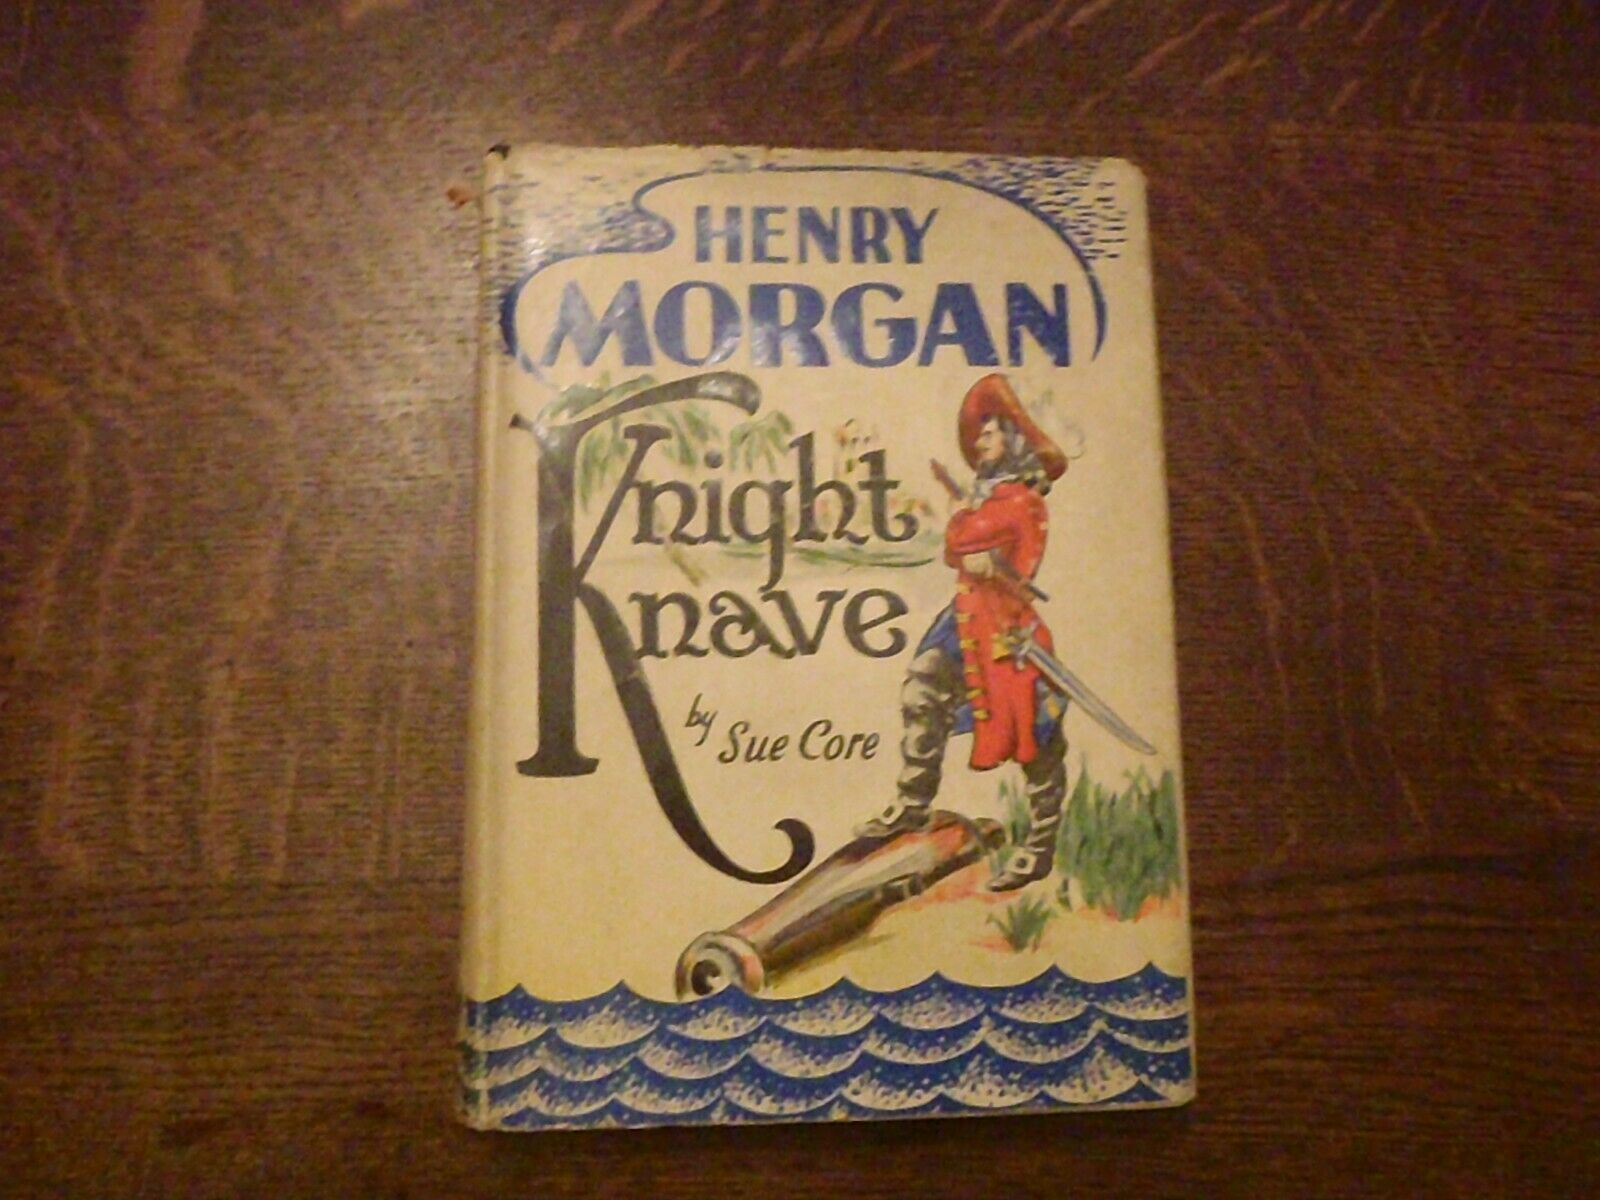 HENRY
MORGAN
Knight
Knave
by Sue Core